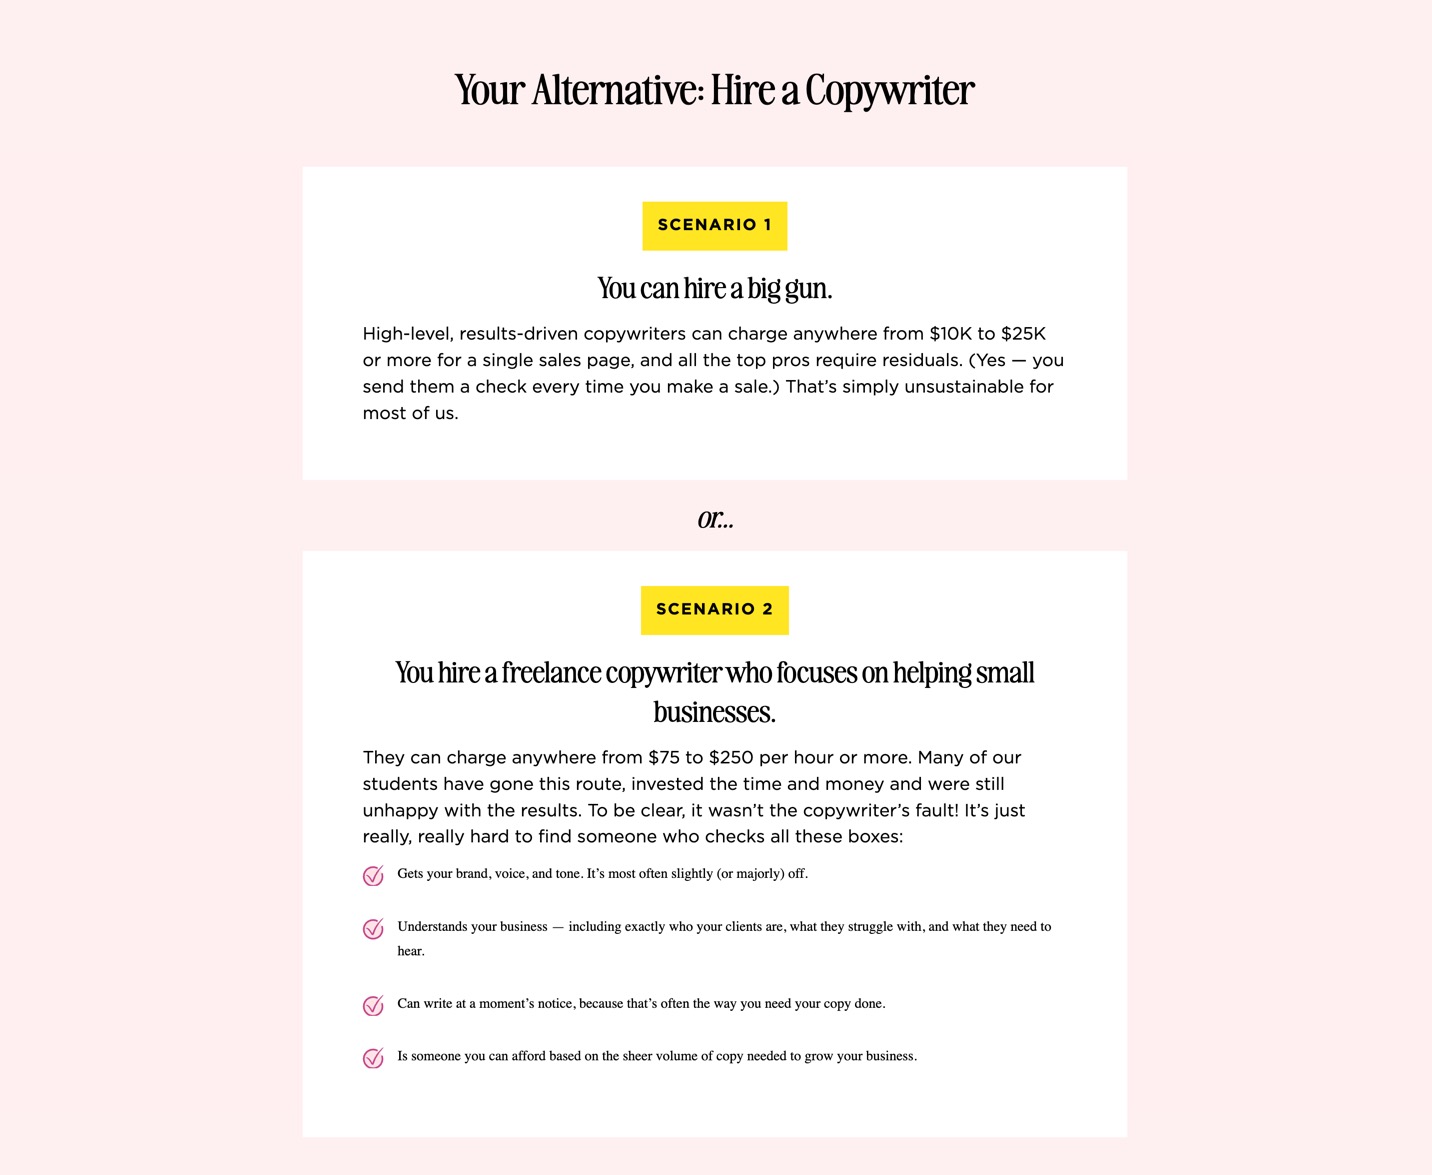 Your Alternative: Hire a Copywriter
SCENARIO 1
You can hire a big gun.
High-level, results-driven copywriters can charge anywhere from $10K to $25K
or more for a single sales page, and all the top pros require residuals. (Yes — you
send them a check every time you make a sale.) That’s simply unsustainable for
most of us.
or...
SCENARIO 2
You hire a freelance copywriter who focuses on helping small
businesses.
They can charge anywhere from $75 to $250 per hour or more. Many of our
students have gone this route, invested the time and money and were still
unhappy with the results. To be clear, it wasn’t the copywriter’s fault! It’s just
really, really hard to find someone who checks all these boxes:
Gets your brand, voice, and tone. It’s most often slightly (or majorly) off.
Understands your business — including exactly who your clients are, what they struggle with, and what they need to
hear.
Can write at a moment’s notice, because that’s often the way you need your copy done.
Is someone you can afford based on the sheer volume of copy needed to grow your business.